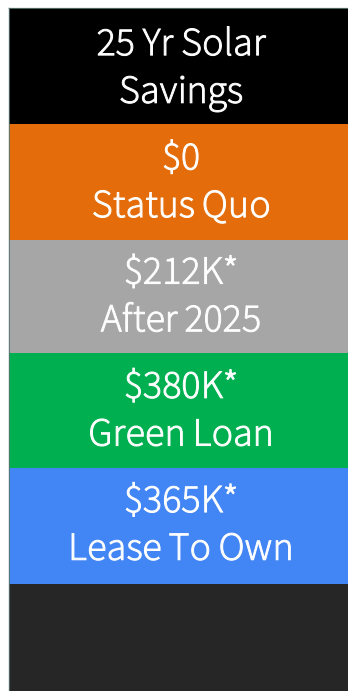 25 Yr Solar
Savings
$0
Status Quo
$212K*
After 2025
$380K*
Green Loan
$365K*
Lease To Own